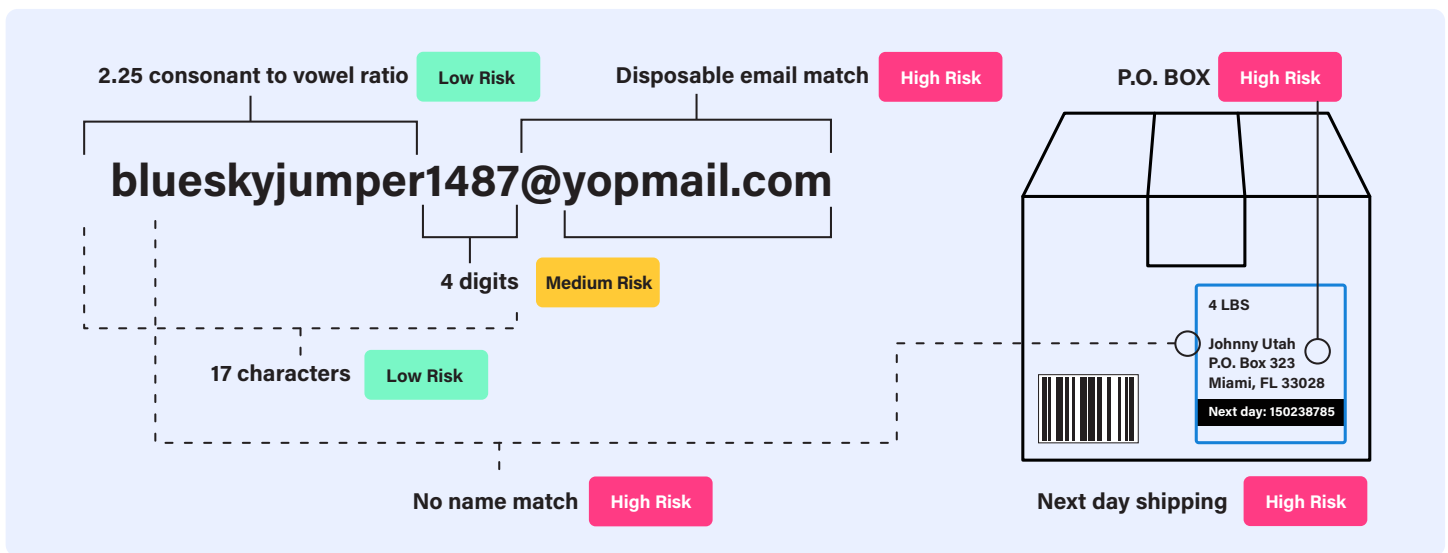 2.25 consonant to vowel ratio Low Risk
Disposable email match High Risk
P.O. BOX High Risk
blueskyjumper1487@yopmail.com
4 digits Medium Risk
17 characters Low Risk
No name match High Risk
4 LBS
Johnny Utah
P.O. Box 323
Miami, FL 33028
Next day: 150238785
Next day shipping High Risk